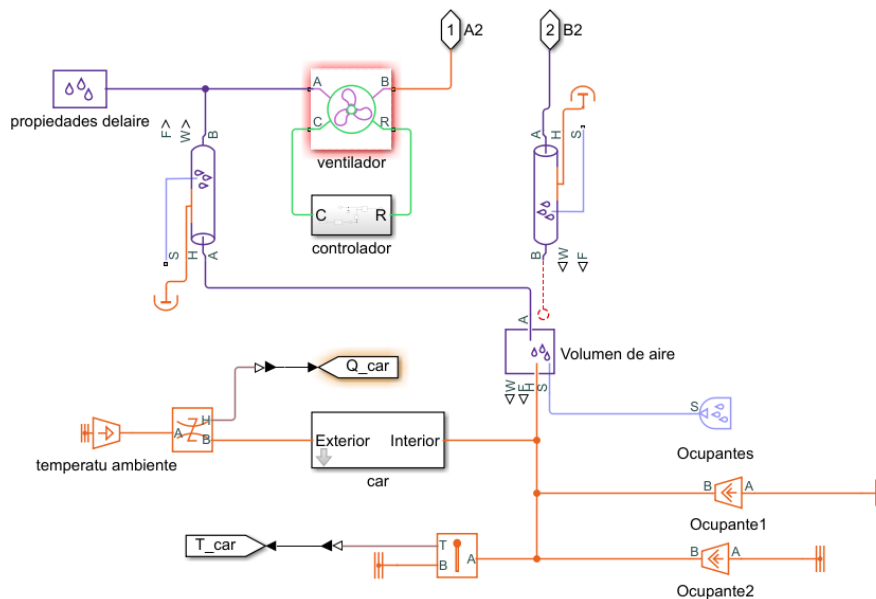 1 A2
2 B2
A B
C R
ventilador
propiedades delaire
F> W> B
A H S
C R
controlador
S H A
B W F
A
Volumen de aire
W F H S
Q_car
S
Ocupantes
A H B
temperatu ambiente
Exterior Interior
car
B A
Ocupante1
T_car
T B A
B A
Ocupante2